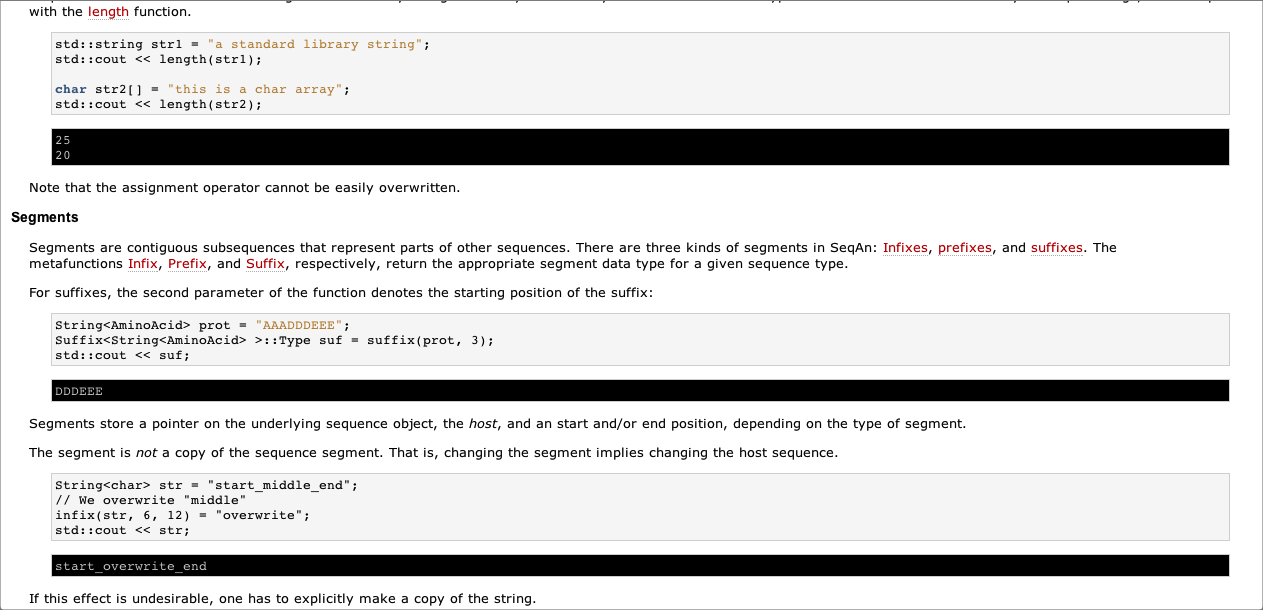 with the length function.
std::string str1 = "a standard library string";
std::cout << length(str1);
char str2[] = "this is a char array";
std::cout << length(str2);
25
20
Note that the assignment operator cannot be easily overwritten.
Segments
Segments are contiguous subsequences that represent parts of other sequences. There are three kinds of segments in SeqAn: Infixes, prefixes, and suffixes. The
metafunctions Infix, Prefix, and Suffix, respectively, return the appropriate segment data type for a given sequence type.
For suffixes, the second parameter of the function denotes the starting position of the suffix:
String<AminoAcid> prot = "AAADDDEEE";
Suffix<String<AminoAcid> >::Type suf = suffix(prot, 3);
std::cout << suf;
DDDEEE
Segments store a pointer on the underlying sequence object, the host, and an start and/or end position, depending on the type of segment.
The segment is not a copy of the sequence segment. That is, changing the segment implies changing the host sequence.
String<char> str = "start_middle_end";
// We overwrite "middle"
infix(str, 6, 12) = "overwrite";
std::cout << str;
start_overwrite_end
If this effect is undesirable, one has to explicitly make a copy of the string.